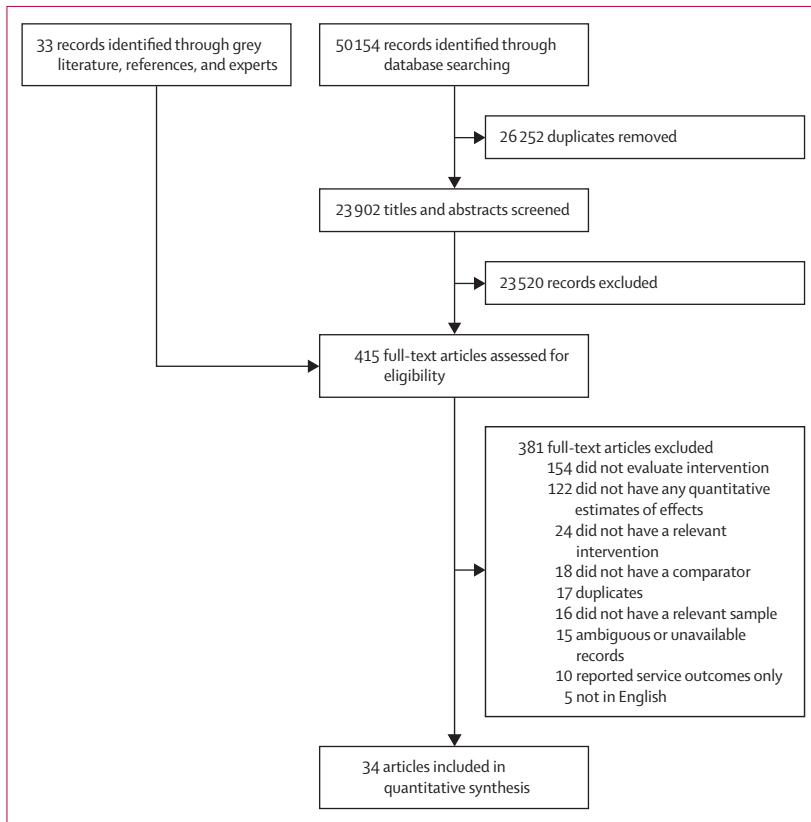 33 records identified through grey
literature, references, and experts
50 154 records identified through
database searching
26 252 duplicates removed
23 902 titles and abstracts screened
23 520 records excluded
415 full-text articles assessed for
eligibility
381 full-text articles excluded
154 did not evaluate intervention
122 did not have any quantitative
estimates of effects
24 did not have a relevant
intervention
18 did not have a comparator
17 duplicates
16 did not have a relevant sample
15 ambiguous or unavailable
records
10 reported service outcomes only
5 not in English
34 articles included in
quantitative synthesis